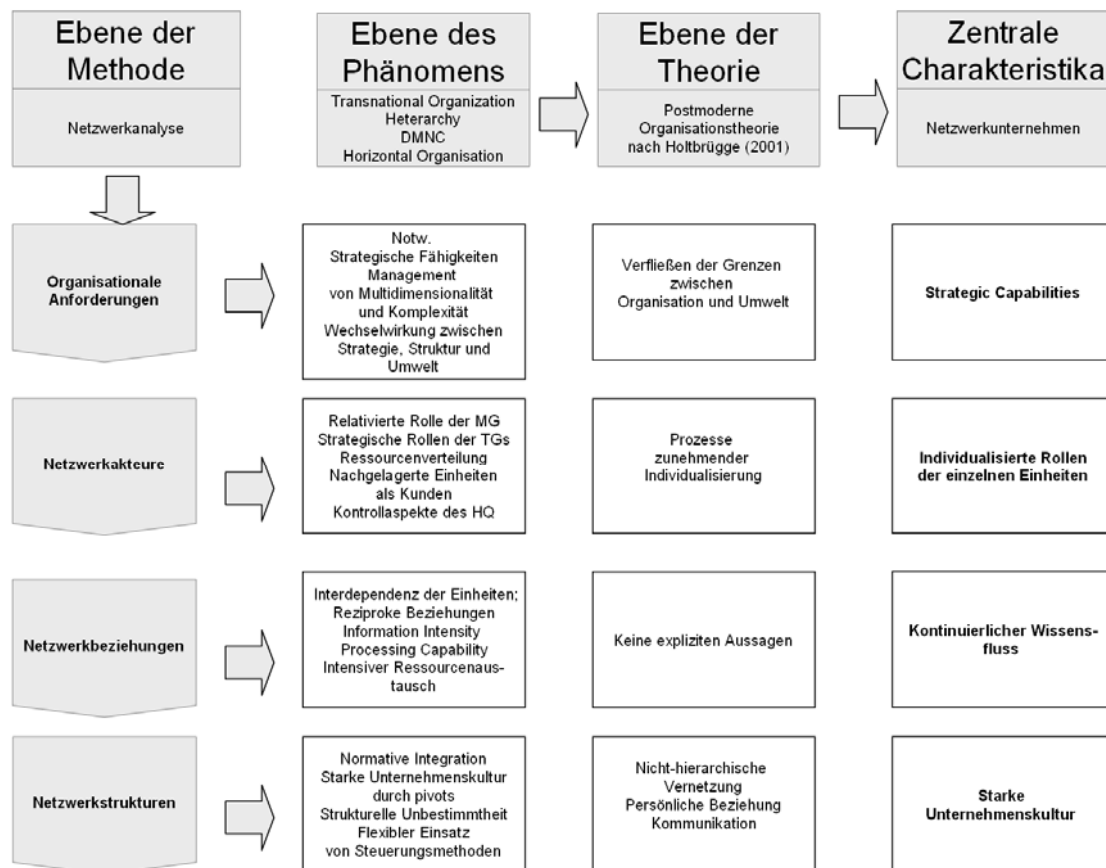 Ebene der
Methode
Netzwerkanalyse
Ebene des
Phänomens
Transnational Organization
Heterarchy
DMNC
Horizontal Organisation
Ebene der
Theorie
Postmoderne
Organisationstheorie
nach Holtbrügge (2001)
Zentrale
Charakteristika
Netzwerkunternehmen
Organisationale
Anforderungen
Notw.
Strategische Fähigkeiten
Management
von Multidimensionalität
und Komplexität
Wechselwirkung zwischen
Strategie, Struktur und
Umwelt
Verfließen der Grenzen
zwischen
Organisation und Umwelt
Strategic Capabilities
Netzwerkakteure
Relativierte Rolle der MG
Strategische Rollen der TGs
Ressourcenverteilung
Nachgelagerte Einheiten
als Kunden
Kontrollaspekte des HQ
Prozesse
zunehmender
Individualisierung
Individualisierte Rollen
der einzelnen Einheiten
Netzwerkbeziehungen
Interdependenz der Einheiten;
Reziproke Beziehungen
Information Intensity
Processing Capability
Intensiver Ressourcenaus-
tausch
Keine expliziten Aussagen
Kontinuierlicher Wissens-
fluss
Netzwerkstrukturen
Normative Integration
Starke Unternehmenskultur
durch pivots
Strukturelle Unbestimmtheit
Flexibler Einsatz
von Steuerungsmethoden
Nicht-hierarchische
Vernetzung
Persönliche Beziehung
Kommunikation
Starke
Unternehmenskultur